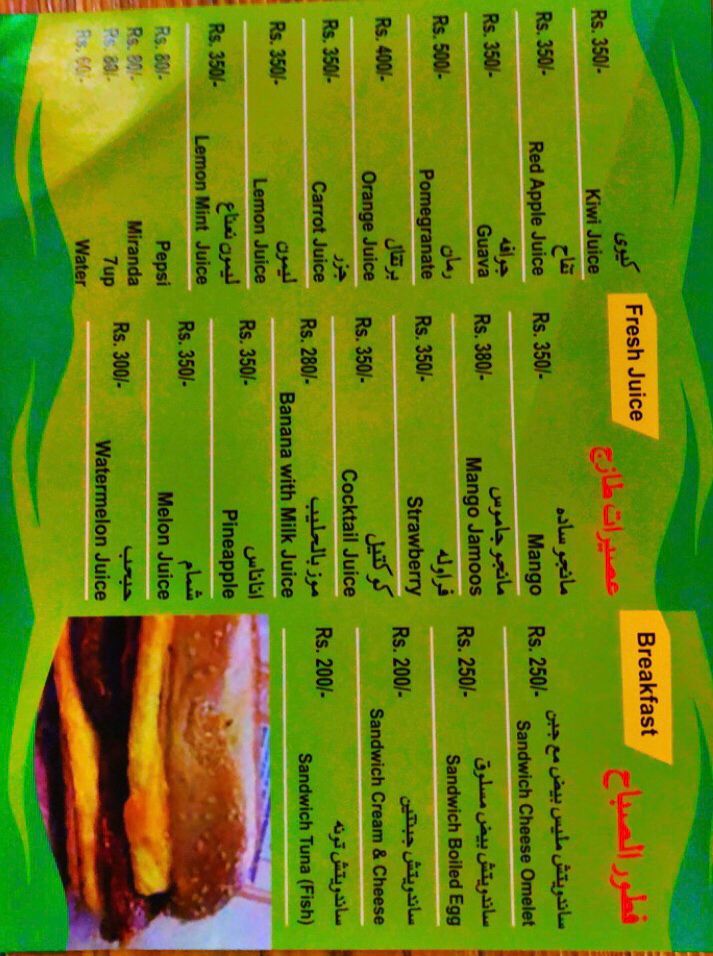 Fresh Juice عصيرات طازج
كيوى
Rs. 350/- Kiwi Juice
تفاح
Rs. 350/- Red Apple Juice
جوافه
Rs. 350/- Guava
رمان
Rs. 500/- Pomegranate
برتقال
Rs. 400/- Orange Juice
جزر
Rs. 350/- Carrot Juice
ليمون
Rs. 350/- Lemon Juice
ليمون نعناع
Rs. 350/- Lemon Mint Juice
Rs. 80/- Pepsi
Rs. 80/- Miranda
Rs. 80/- 7up
Rs. 60/- Water
مانجو ساده
Rs. 350/- Mango
مانجو جاموس
Rs. 380/- Mango Jamoos
فراوله
Rs. 350/- Strawberry
كوكتيل
Rs. 350/- Cocktail Juice
موز بالحليب
Rs. 280/- Banana with Milk Juice
اناناس
Rs. 350/- Pineapple
شمام
Rs. 350/- Melon Juice
حبحب
Rs. 300/- Watermelon Juice
Breakfast فطور الصباح
ساندويتش مليس بيض مع جبن
Rs. 250/- Sandwich Cheese Omelet
ساندويتش بيض مسلوق
Rs. 250/- Sandwich Boiled Egg
ساندويتش جبنتين
Rs. 200/- Sandwich Cream & Cheese
ساندويتش تونه
Rs. 200/- Sandwich Tuna (Fish)